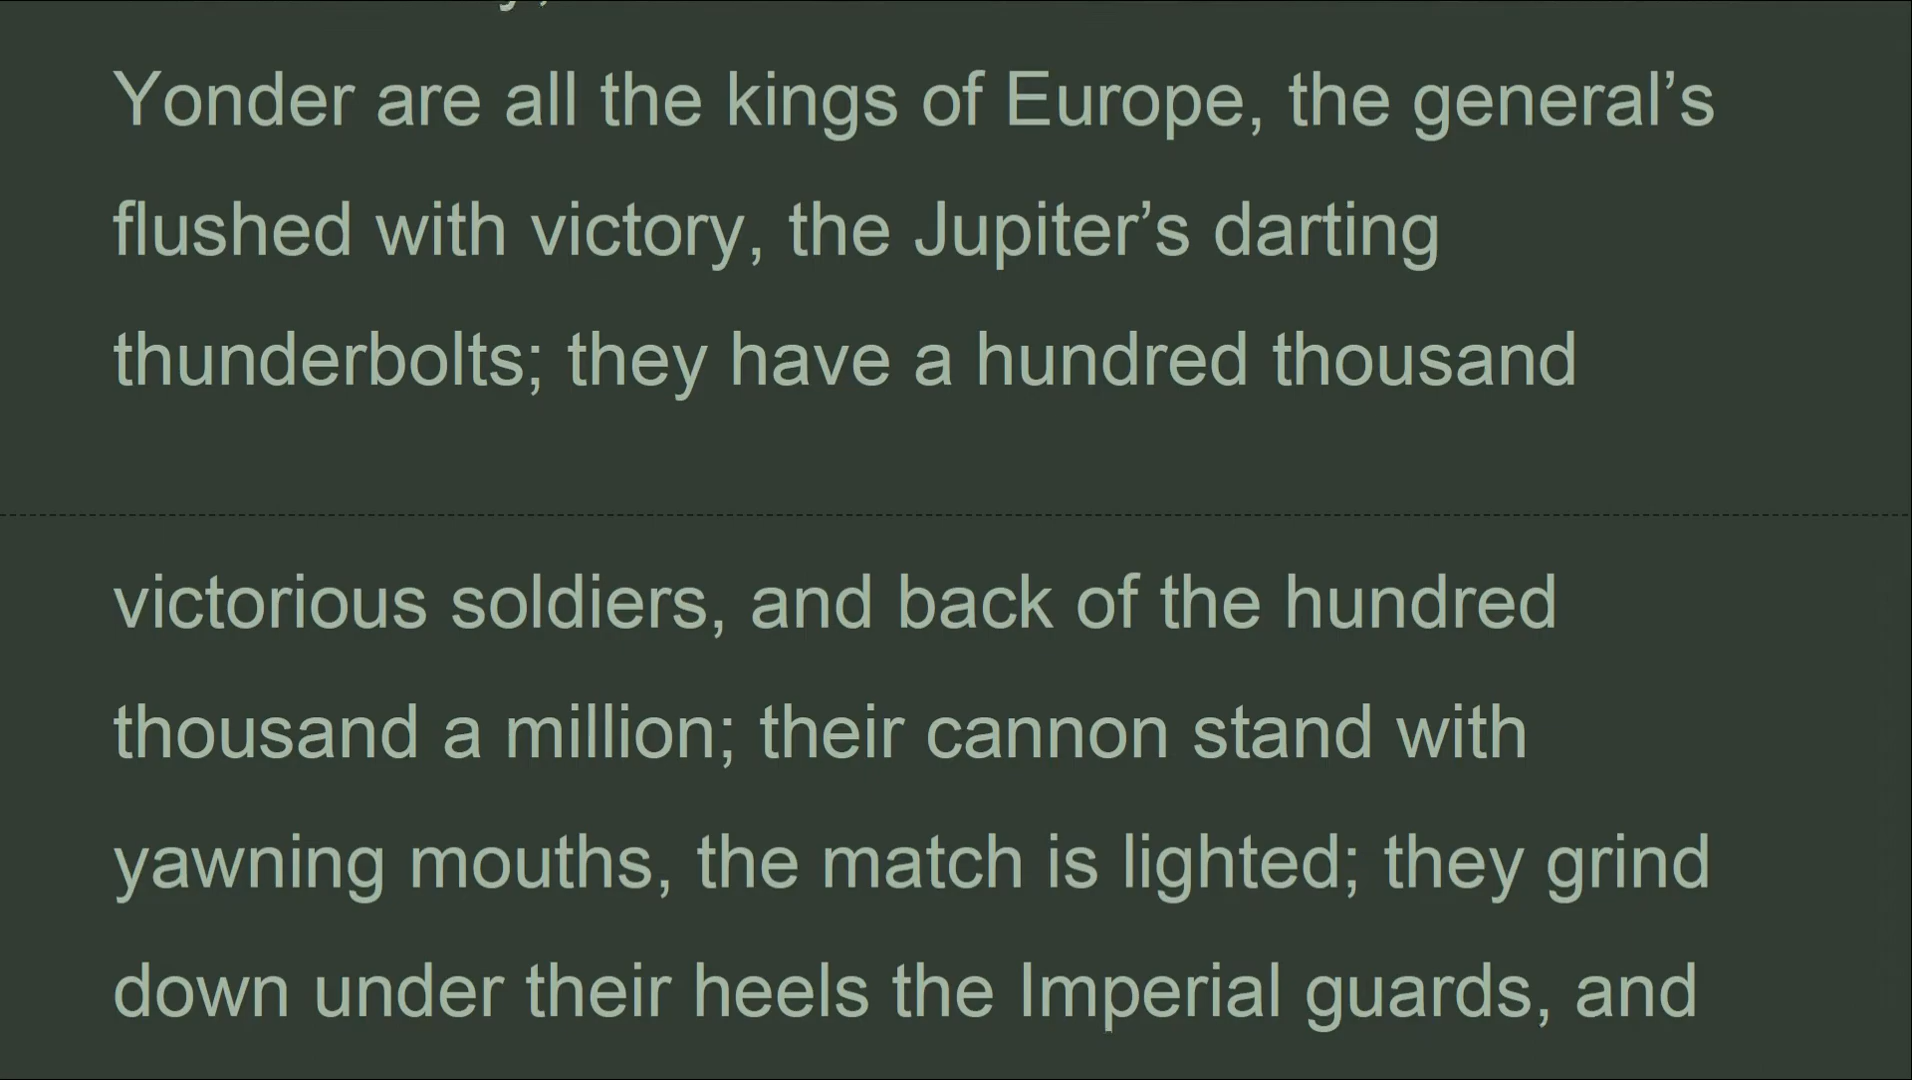 Yonder are all the kings of Europe, the general’s
flushed with victory, the Jupiter’s darting
thunderbolts; they have a hundred thousand
victorious soldiers, and back of the hundred
thousand a million; their cannon stand with
yawning mouths, the match is lighted; they grind
down under their heels the Imperial guards, and